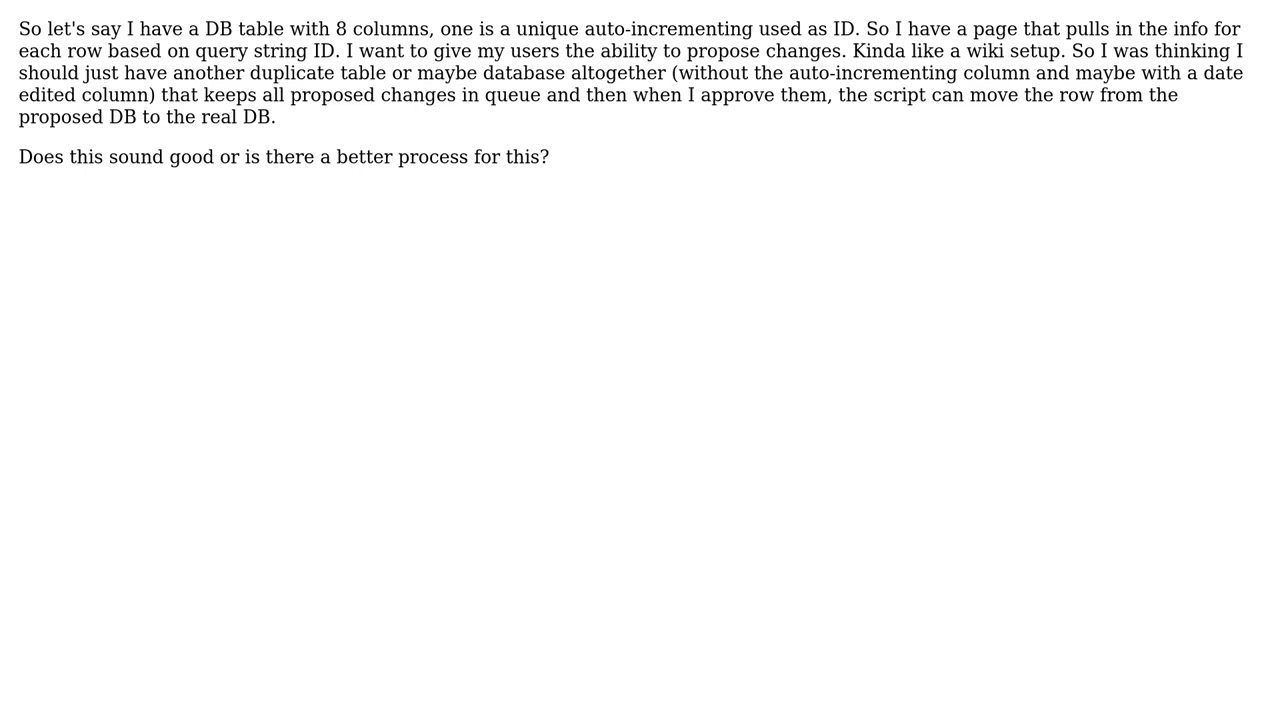 So let's say I have a DB table with 8 columns, one is a unique auto-incrementing used as ID. So I have a page that pulls in the info for
each row based on query string ID. I want to give my users the ability to propose changes. Kinda like a wiki setup. So I was thinking I
should just have another duplicate table or maybe database altogether (without the auto-incrementing column and maybe with a date
edited column) that keeps all proposed changes in queue and then when I approve them, the script can move the row from the
proposed DB to the real DB.
Does this sound good or is there a better process for this?